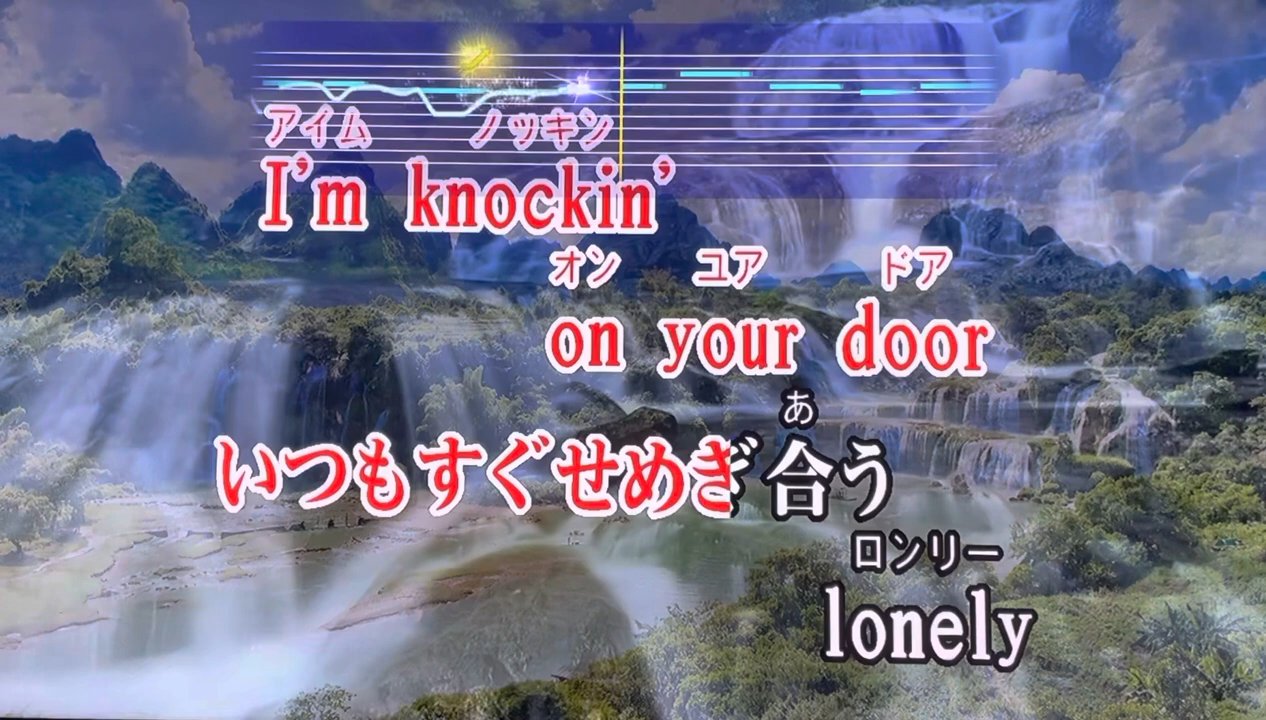 アイム ノッキン
I'm knockin'
オン ユア ドア
on your door
あ
いつもすぐせめぎ合う
ロンリー
lonely